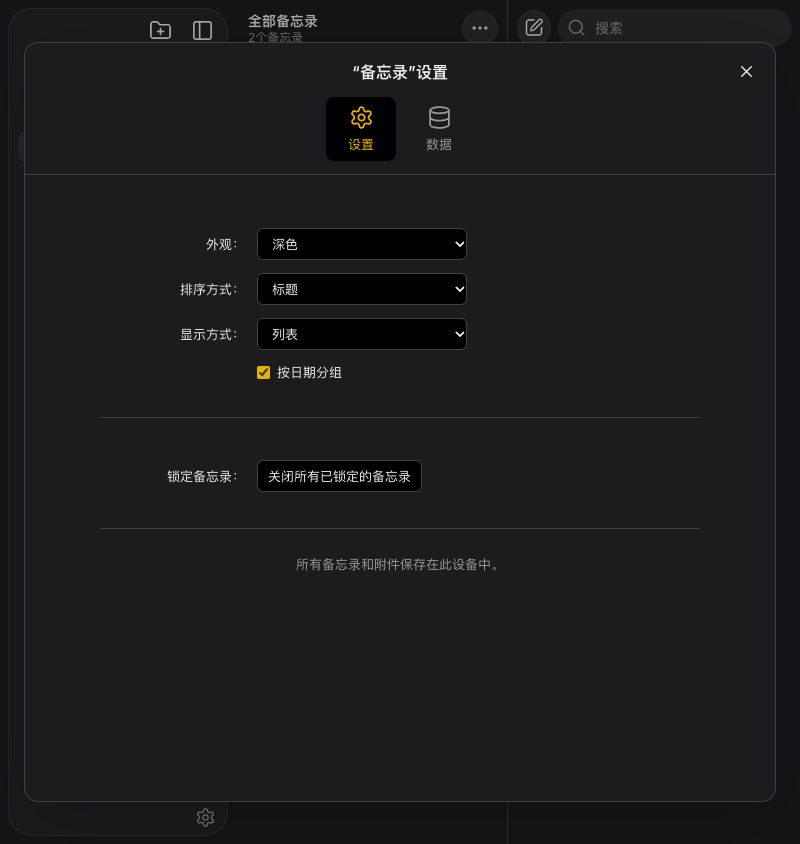 全部备忘录
2个备忘录
搜索
“备忘录”设置
设置
数据
外观：
深色
排序方式：
标题
显示方式：
列表
按日期分组
锁定备忘录：
关闭所有已锁定的备忘录
所有备忘录和附件保存在此设备中。